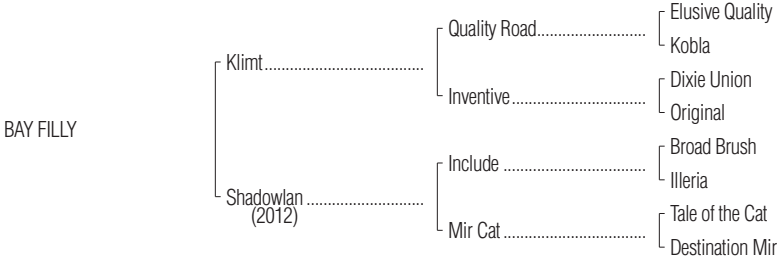 Elusive Quality
Quality Road
Kobla
Klimt
Dixie Union
Inventive
Original
BAY FILLY
Broad Brush
Include
Illeria
Shadowlan
(2012)
Tale of the Cat
Mir Cat
Destination Mir